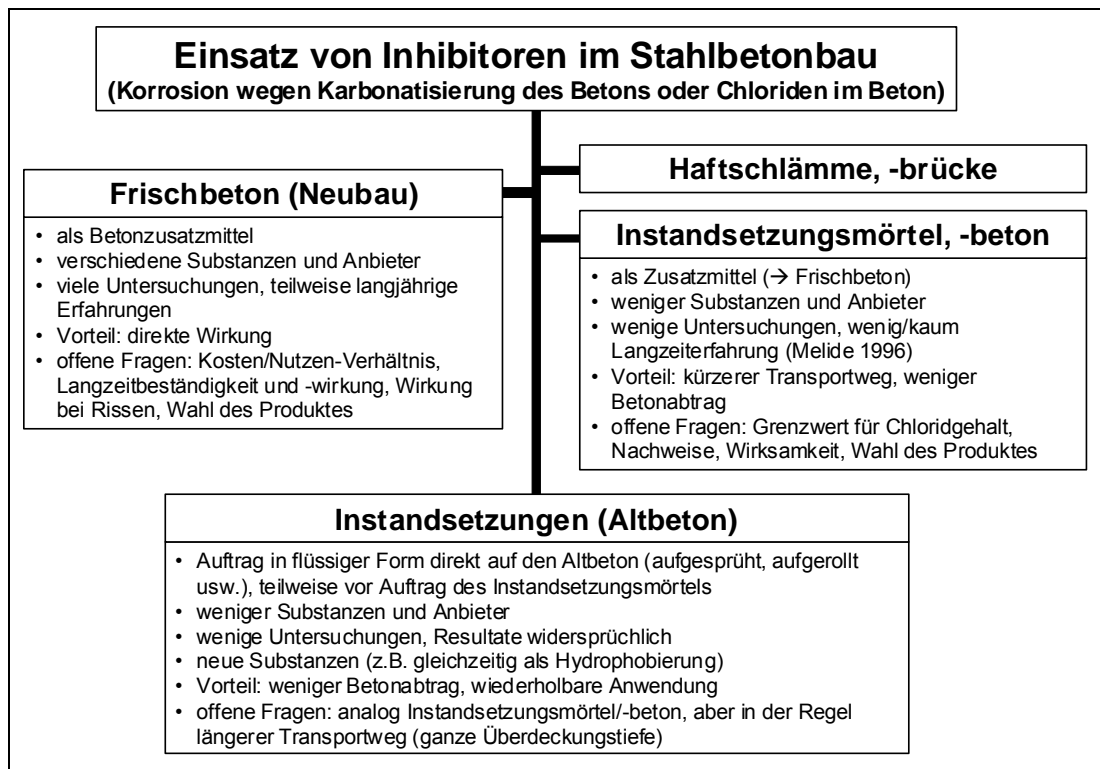 Einsatz von Inhibitoren im Stahlbetonbau
(Korrosion wegen Karbonatisierung des Betons oder Chloriden im Beton)
Frischbeton (Neubau)
• als Betonzusatzmittel
• verschiedene Substanzen und Anbieter
• viele Untersuchungen, teilweise langjährige
Erfahrungen
• Vorteil: direkte Wirkung
• offene Fragen: Kosten/Nutzen-Verhältnis,
Langzeitbeständigkeit und -wirkung, Wirkung
bei Rissen, Wahl des Produktes
Haftschlämme, -brücke
Instandsetzungsmörtel, -beton
• als Zusatzmittel (→ Frischbeton)
• weniger Substanzen und Anbieter
• wenige Untersuchungen, wenig/kaum
Langzeiterfahrung (Melide 1996)
• Vorteil: kürzerer Transportweg, weniger
Betonabtrag
• offene Fragen: Grenzwert für Chloridgehalt,
Nachweise, Wirksamkeit, Wahl des Produktes
Instandsetzungen (Altbeton)
• Auftrag in flüssiger Form direkt auf den Altbeton (aufgesprüht, aufgerollt
usw.), teilweise vor Auftrag des Instandsetzungsmörtels
• weniger Substanzen und Anbieter
• wenige Untersuchungen, Resultate widersprüchlich
• neue Substanzen (z.B. gleichzeitig als Hydrophobierung)
• Vorteil: weniger Betonabtrag, wiederholbare Anwendung
• offene Fragen: analog Instandsetzungsmörtel/-beton, aber in der Regel
längerer Transportweg (ganze Überdeckungstiefe)